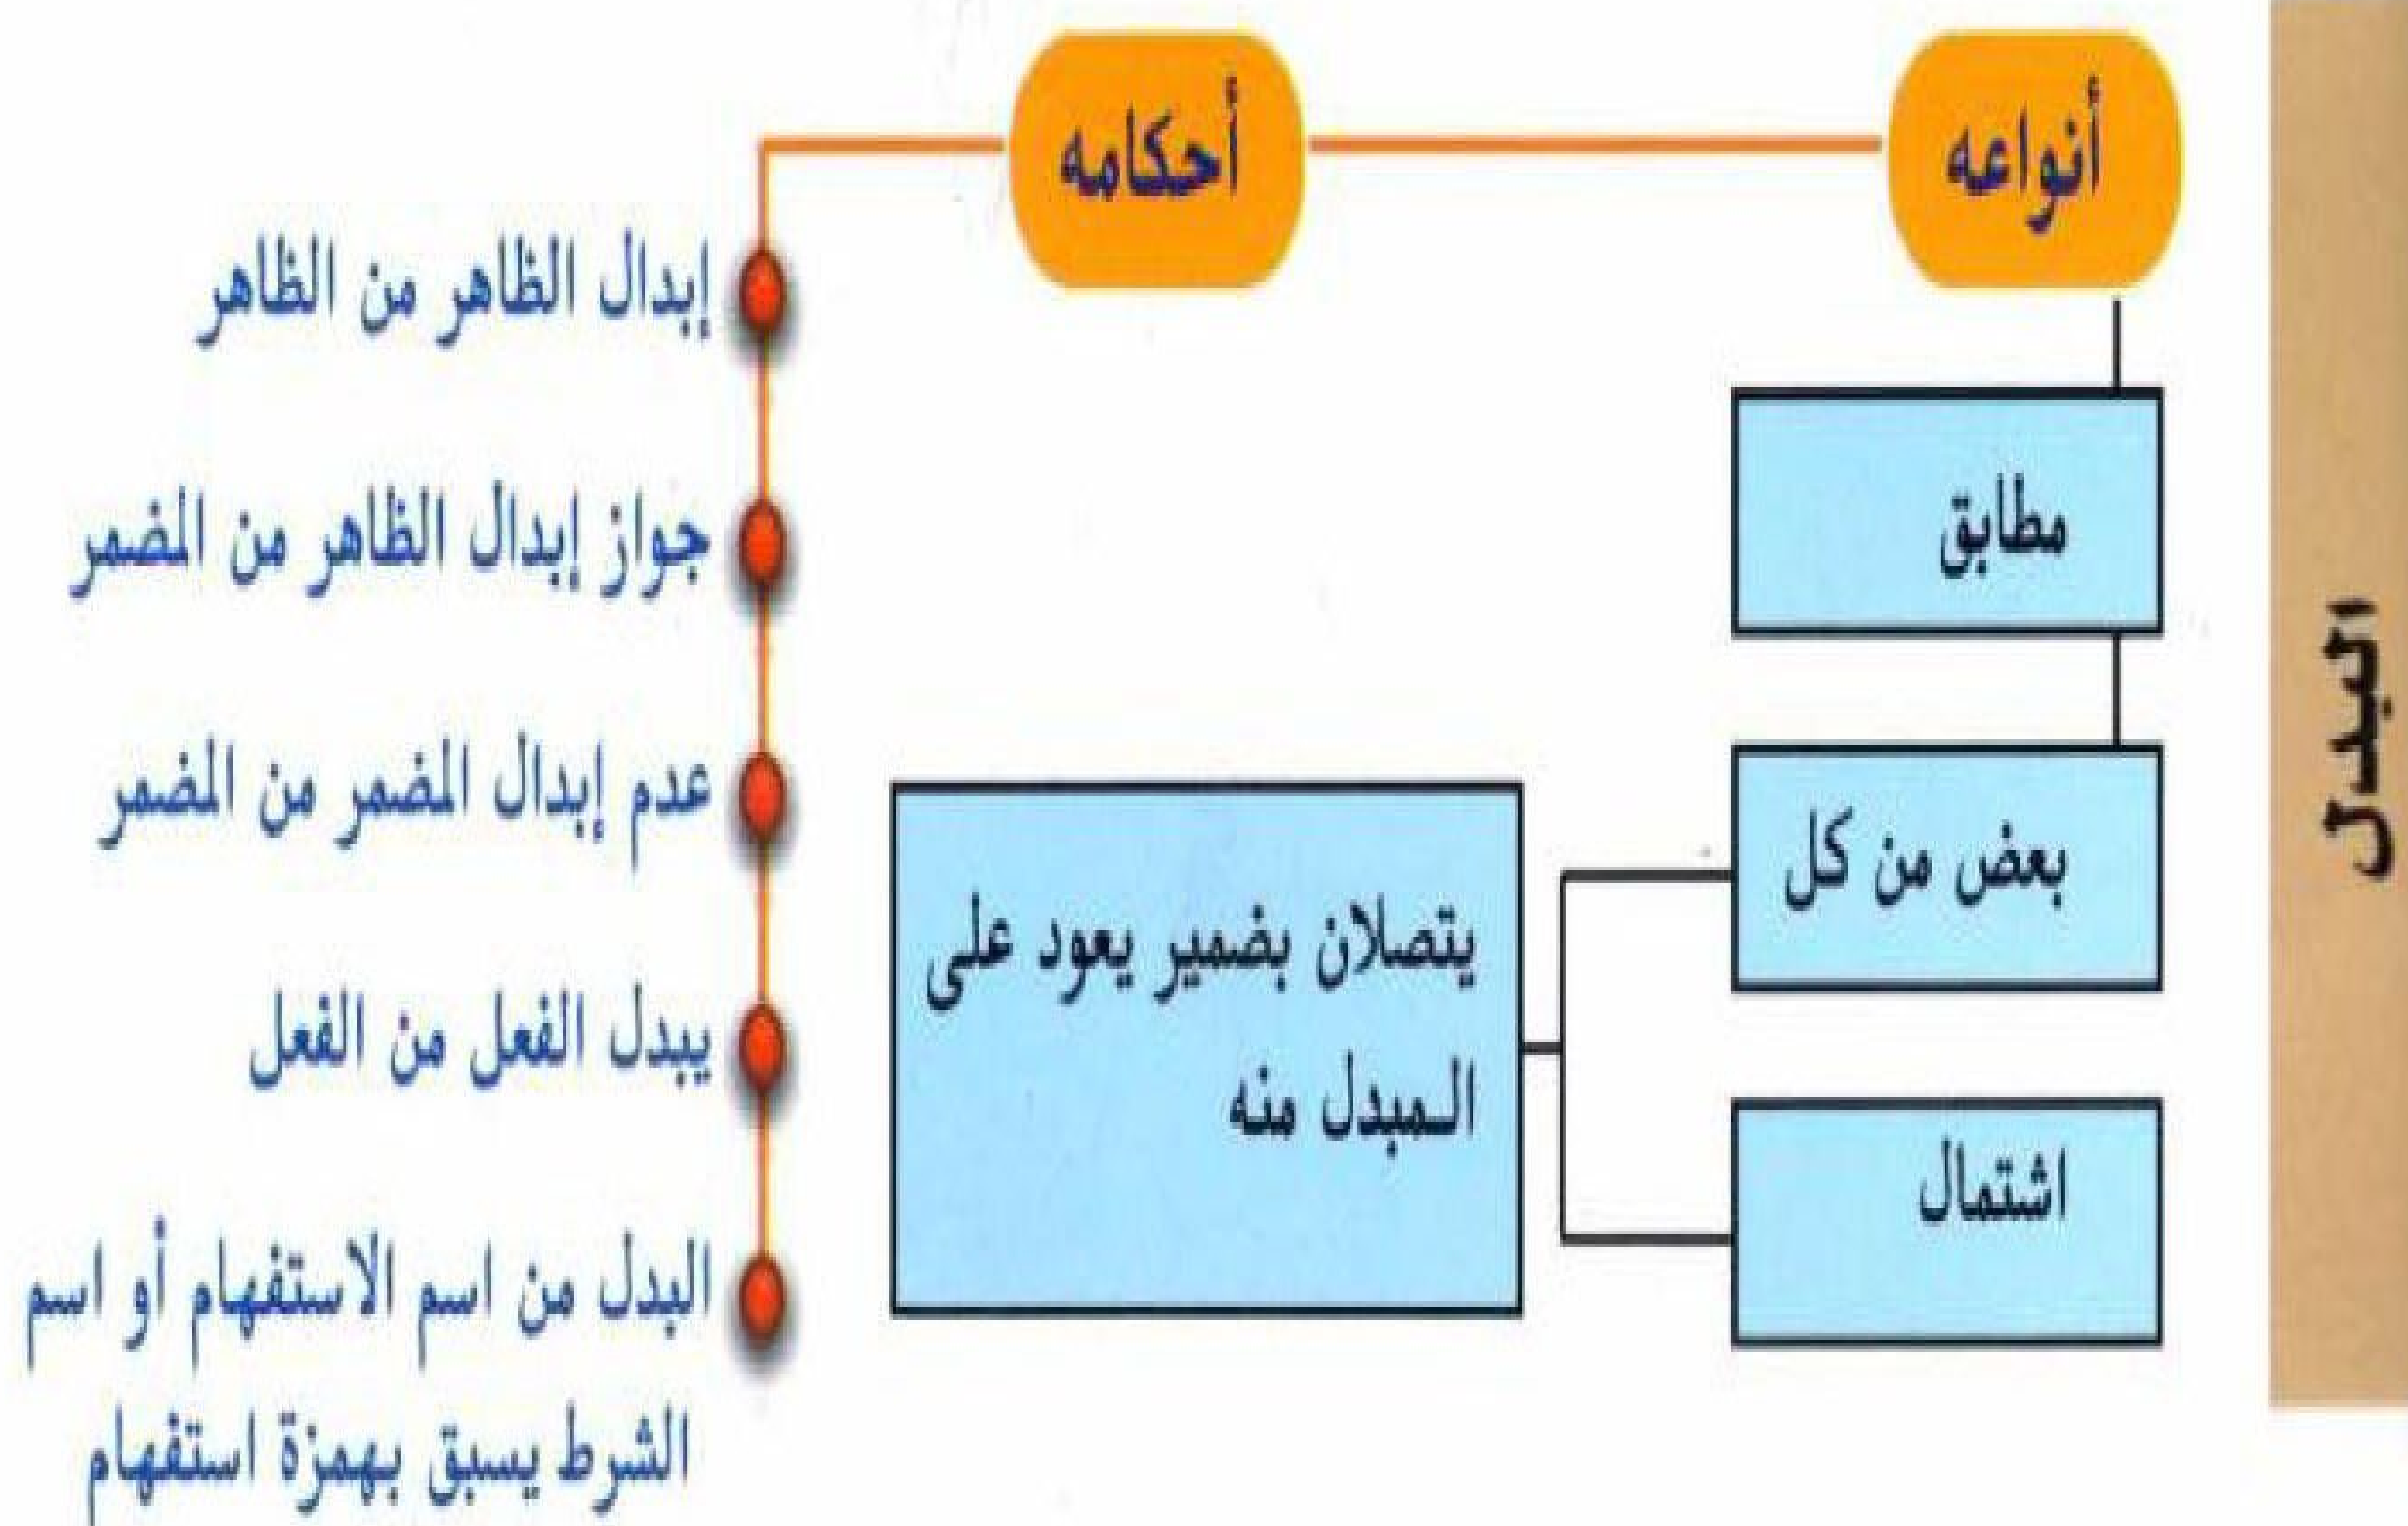 البدل
أنواعه
مطابق
بعض من كل
اشتمال
يتصلان بضمير يعود على
المبدل منه
أحكامه
إبدال الظاهر من الظاهر
جواز إبدال الظاهر من المضمر
عدم إبدال المضمر من المضمر
يبدل الفعل من الفعل
البدل من اسم الاستفهام أو اسم
الشرط يسبق بهمزة استفهام